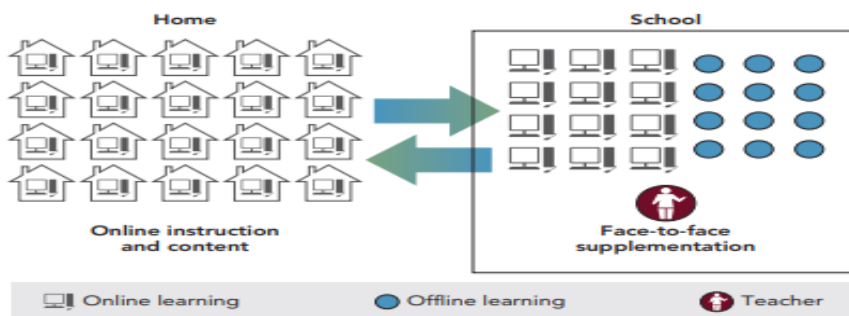 Home
School
Online instruction
and content
Face-to-face
supplementation
Online learning
Offline learning
Teacher